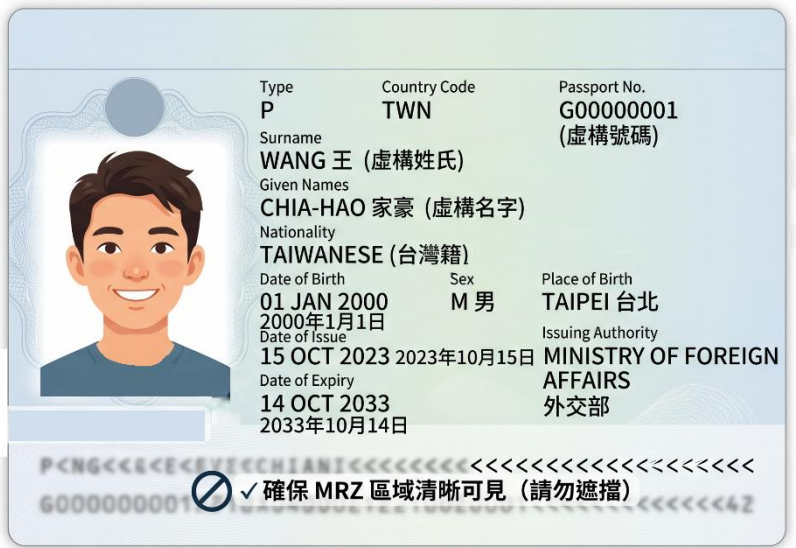 Type Country Code Passport No.
P TWN G00000001
(虛構號碼)
Surname
WANG 王 (虛構姓氏)
Given Names
CHIA-HAO 家豪 (虛構名字)
Nationality
TAIWANESE (台灣籍)
Date of Birth Sex Place of Birth
01 JAN 2000 M 男 TAIPEI 台北
2000年1月1日
Date of Issue Issuing Authority
15 OCT 2023 2023年10月15日 MINISTRY OF FOREIGN
AFFAIRS
Date of Expiry
14 OCT 2033 外交部
2033年10月14日
✓確保 MRZ 區域清晰可見（請勿遮擋）